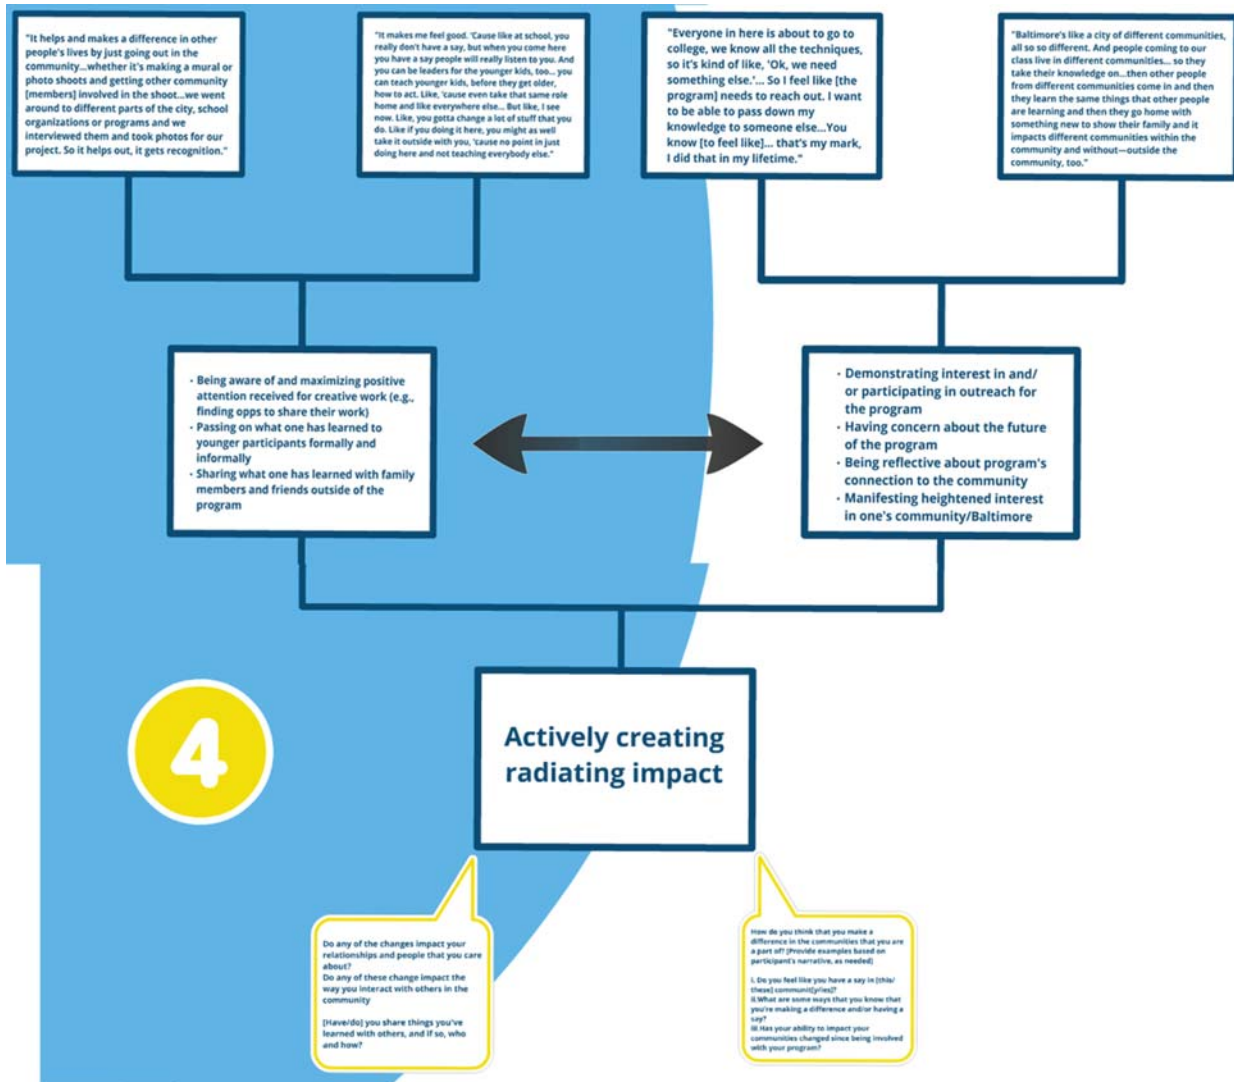 "It helps and makes a difference in other
people's lives by just going out in the
community...whether it's making a mural or
photo shoots and getting other community
[members] involved in the shoot...we went
around to different parts of the city, school
organizations or programs and we
interviewed them and took photos for our
project. So it helps out, it gets recognition."
"It makes me feel good. 'Cause like at school, you
really don't have a say, but when you come here
you have a say people will really listen to you. And
you can be leaders for the younger kids, too... you
can teach younger kids, before they get older,
how to act. Like, 'cause even take that same role
home and like everywhere else... But like, I see
now. Like, you gotta change a lot of stuff that you
do. Like if you doing it here, you might as well
take it outside with you, 'cause no point in just
doing here and not teaching everybody else."
"Everyone in here is about to go to
college, we know all the techniques,
so it's kind of like, 'Ok, we need
something else.'... So I feel like [the
program] needs to reach out. I want
to be able to pass down my
knowledge to someone else...You
know [to feel like]... that's my mark,
I did that in my lifetime."
"Baltimore's like a city of different communities,
all so so different. And people coming to our
class live in different communities... so they
take their knowledge on...then other people
from different communities come in and then
they learn the same things that other people
are learning and then they go home with
something new to show their family and it
impacts different communities within the
community and without—outside the
community, too."
· Being aware of and maximizing positive
attention received for creative work (e.g.,
finding opps to share their work)
· Passing on what one has learned to
younger participants formally and
informally
· Sharing what one has learned with family
members and friends outside of the
program
· Demonstrating interest in and/
or participating in outreach for
the program
· Having concern about the future
of the program
· Being reflective about program's
connection to the community
· Manifesting heightened interest
in one's community/Baltimore
4
Actively creating
radiating impact
Do any of the changes impact your
relationships and people that you care
about?
Do any of these change impact the
way you interact with others in the
community
[Have/do] you share things you've
learned with others, and if so, who
and how?
How do you think that you make a
difference in the communities that you are
a part of? [Provide examples based on
participant's narrative, as needed]
i. Do you feel like you have a say in [this/
these] communit[y/ies]?
ii.What are some ways that you know that
you're making a difference and/or having a
say?
iii.Has your ability to impact your
communities changed since being involved
with your program?